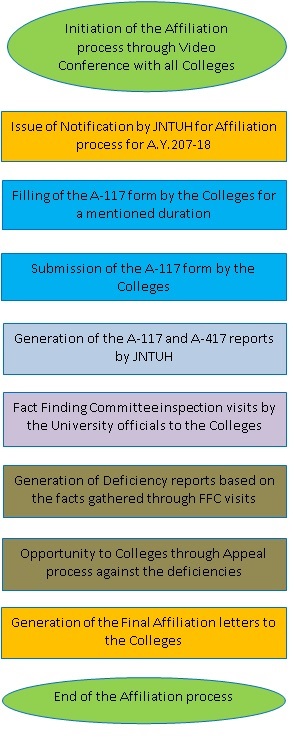 Initiation of the Affiliation
process through Video
Conference with all Colleges
Issue of Notification by JNTUH for Affiliation
process for A.Y.207-18
Filling of the A-117 form by the Colleges for
a mentioned duration
Submission of the A-117 form by the
Colleges
Generation of the A-117 and A-417 reports
by JNTUH
Fact Finding Committee inspection visits by
the University officials to the Colleges
Generation of Deficiency reports based on
the facts gathered through FFC visits
Opportunity to Colleges through Appeal
process against the deficiencies
Generation of the Final Affiliation letters to
the Colleges
End of the Affiliation process